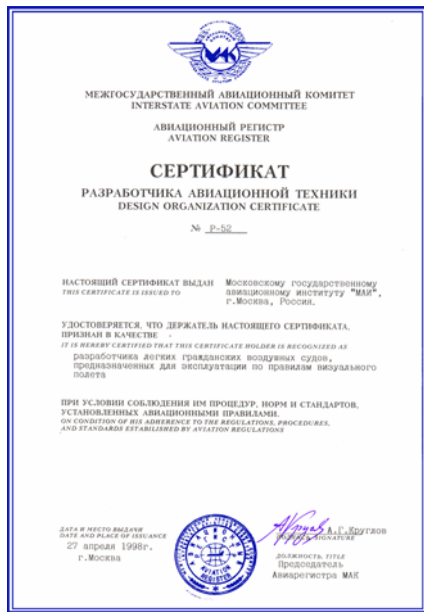 МАК
МЕЖГОСУДАРСТВЕННЫЙ АВИАЦИОННЫЙ КОМИТЕТ
INTERSTATE AVIATION COMMITTEE
АВИАЦИОННЫЙ РЕГИСТР
AVIATION REGISTER
СЕРТИФИКАТ
РАЗРАБОТЧИКА АВИАЦИОННОЙ ТЕХНИКИ
DESIGN ORGANIZATION CERTIFICATE
№ Р-52
НАСТОЯЩИЙ СЕРТИФИКАТ ВЫДАН Московскому государственному
THIS CERTIFICATE IS ISSUED TO авиационному институту "МАИ",
г.Москва, Россия.
УДОСТОВЕРЯЕТСЯ, ЧТО ДЕРЖАТЕЛЬ НАСТОЯЩЕГО СЕРТИФИКАТА,
ПРИЗНАН В КАЧЕСТВЕ -
IT IS HEREBY CERTIFIED THAT THIS CERTIFICATE HOLDER IS RECOGNIZED AS
разработчика легких гражданских воздушных судов,
предназначенных для эксплуатации по правилам визуального
полета
ПРИ УСЛОВИИ СОБЛЮДЕНИЯ ИМ ПРОЦЕДУР, НОРМ И СТАНДАРТОВ,
УСТАНОВЛЕННЫХ АВИАЦИОННЫМИ ПРАВИЛАМИ.
ON CONDITION OF HIS ADHERENCE TO THE REGULATIONS, PROCEDURES,
AND STANDARDS ESTABILISHED BY AVIATION REGULATIONS
ДАТА И МЕСТО ВЫДАЧИ
DATE AND PLACE OF ISSUANCE
27 апреля 1998г.
г.Москва
AVIATION
REGISTER
А.Г.Круглов
ПОДПИСЬ, SIGNATURE
ДОЛЖНОСТЬ, TITLE
Председатель
Авиарегистра МАК